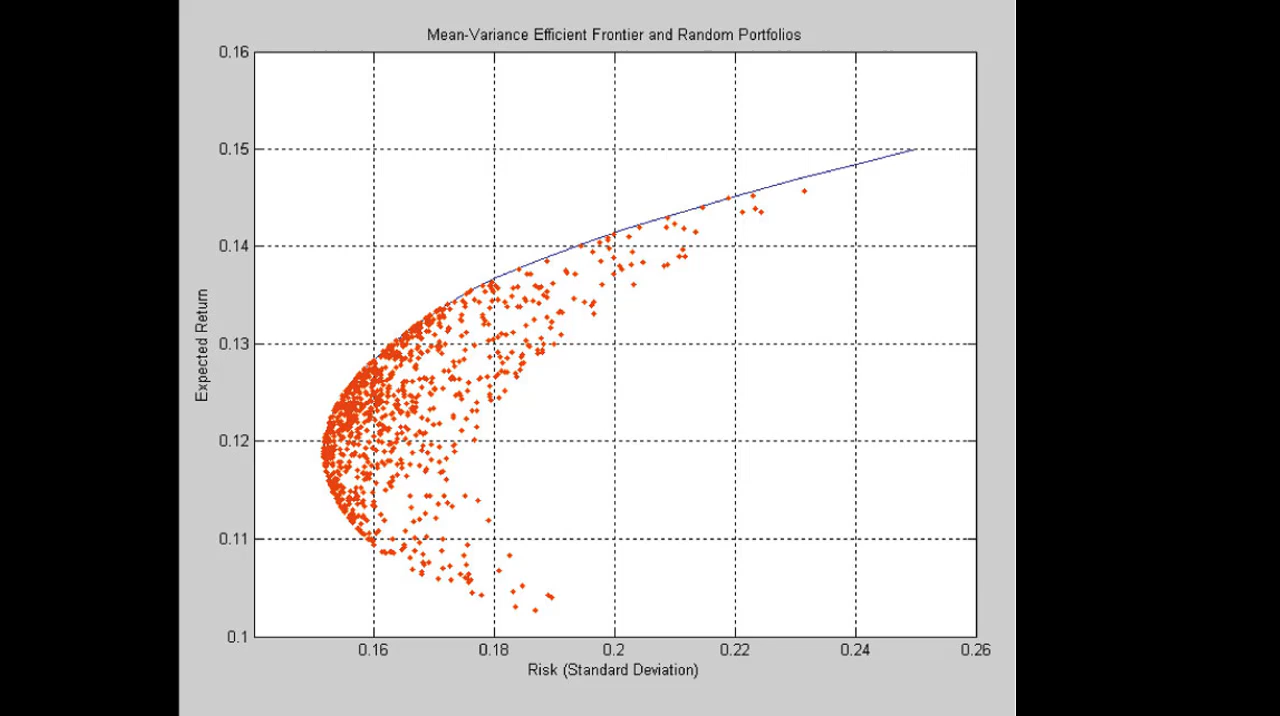 Mean-Variance Efficient Frontier and Random Portfolios
0.16
0.15
0.14
0.13
0.12
0.11
0.1
Expected Return
0.16 0.18 0.2 0.22 0.24 0.26
Risk (Standard Deviation)